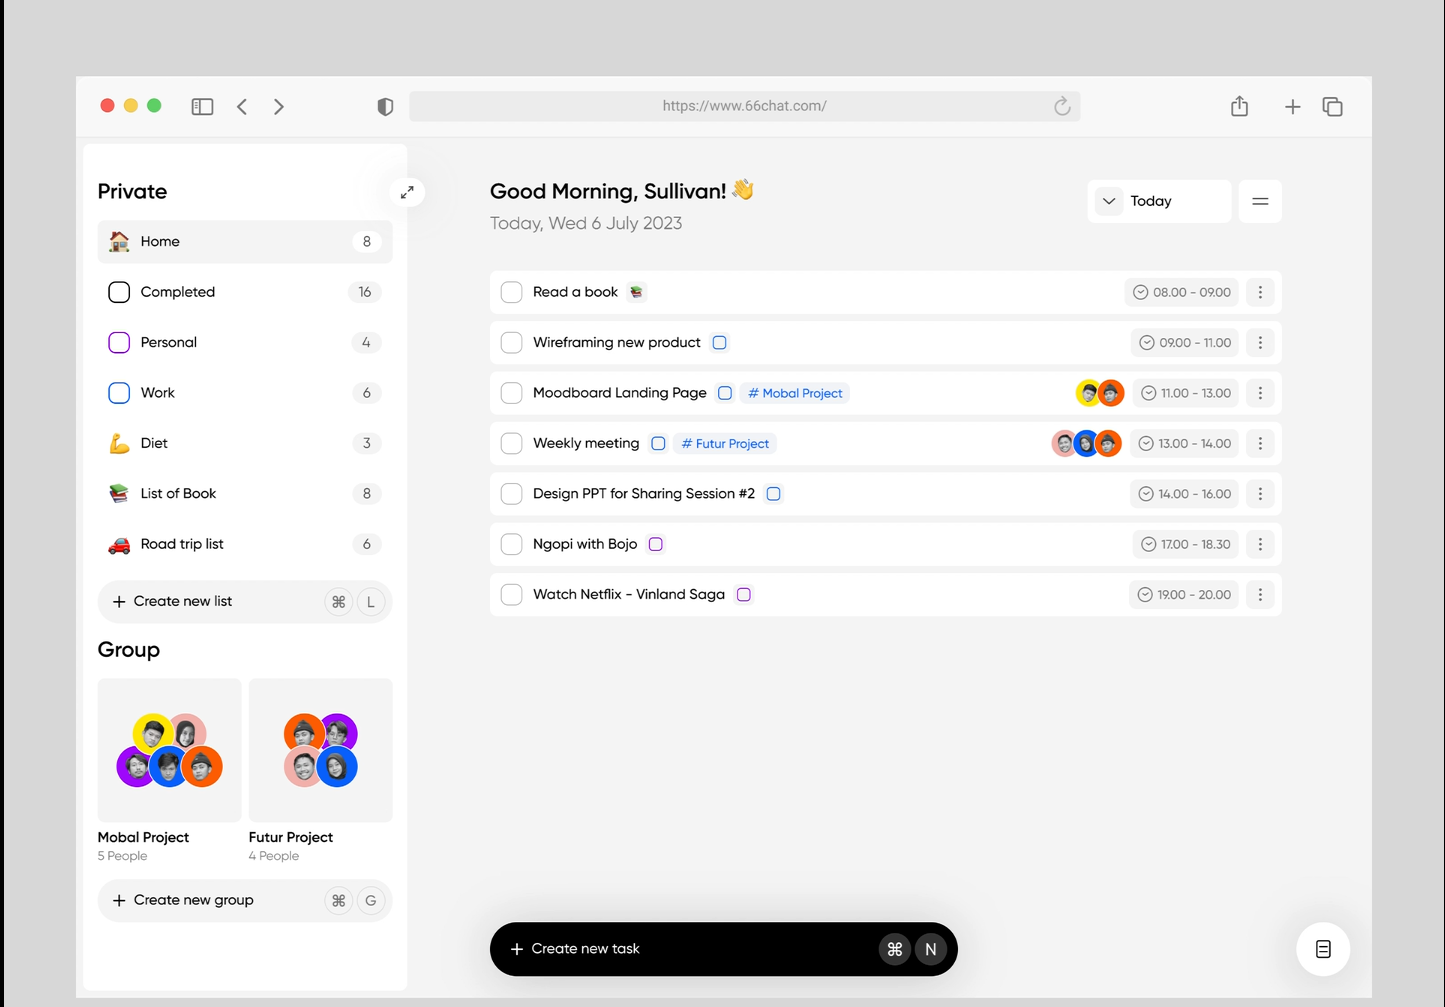 https://www.66chat.com/
Private
Home 8
Completed 16
Personal 4
Work 6
Diet 3
List of Book 8
Road trip list 6
+ Create new list ⌘ L
Group
Mobal Project
5 People
Futur Project
4 People
+ Create new group ⌘ G
Good Morning, Sullivan! 👋
Today, Wed 6 July 2023
Today
Read a book 08.00 - 09.00
Wireframing new product 09.00 - 11.00
Moodboard Landing Page # Mobal Project 11.00 - 13.00
Weekly meeting # Futur Project 13.00 - 14.00
Design PPT for Sharing Session #2 14.00 - 16.00
Ngopi with Bojo 17.00 - 18.30
Watch Netflix - Vinland Saga 19.00 - 20.00
+ Create new task ⌘ N